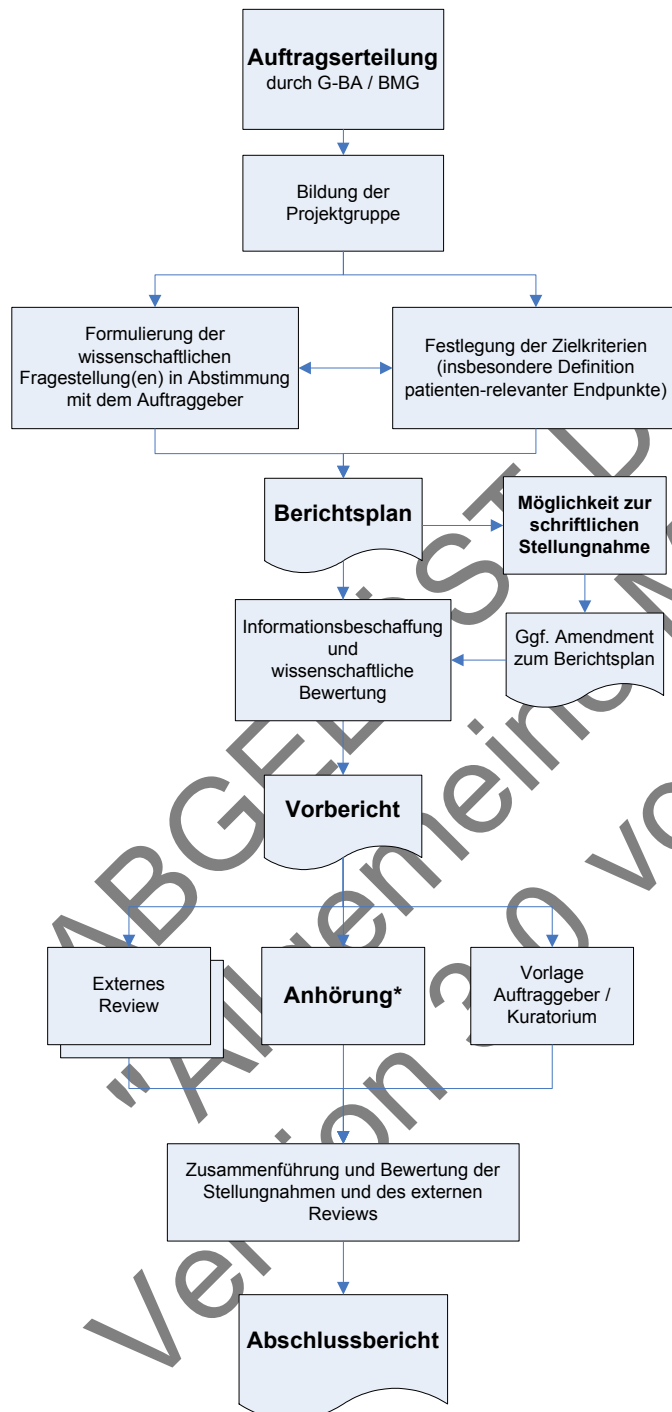 Auftragserteilung
durch G-BA / BMG
Bildung der
Projektgruppe
Formulierung der
wissenschaftlichen
Fragestellung(en) in Abstimmung
mit dem Auftraggeber
Festlegung der Zielkriterien
(insbesondere Definition
patienten-relevanter Endpunkte)
Berichtsplan
Möglichkeit zur
schriftlichen
Stellungnahme
Informationsbeschaffung
und
wissenschaftliche
Bewertung
Ggf. Amendment
zum Berichtsplan
Vorbericht
Externes
Review
Anhörung*
Vorlage
Auftraggeber /
Kuratorium
Zusammenführung und Bewertung der
Stellungnahmen und des externen
Reviews
Abschlussbericht